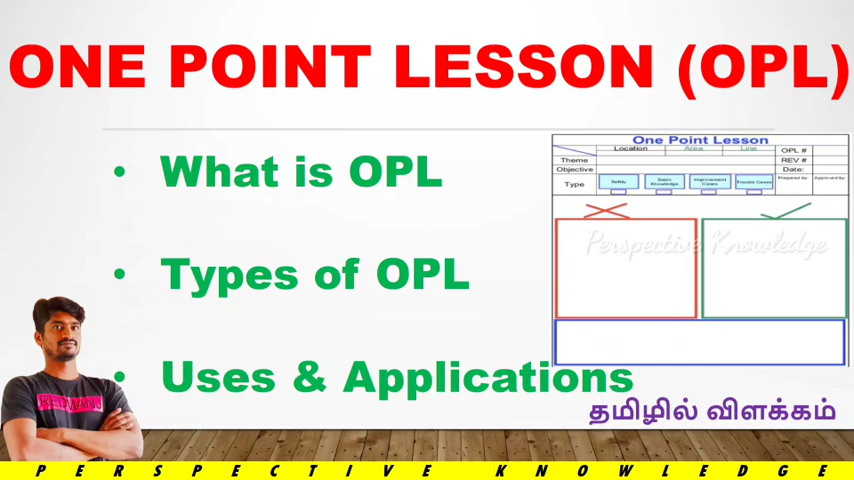 ONE POINT LESSON (OPL)
• What is OPL
• Types of OPL
• Uses & Applications
One Point Lesson
Location Area Line OPL #
Theme REV #
Objective Date:
Type Safety Basic Knowledge Improvement Cases Trouble Cases Prepared by: Approved by:
Perspective Knowledge
தமிழில் விளக்கம்
PERSPECTIVE KNOWLEDGE